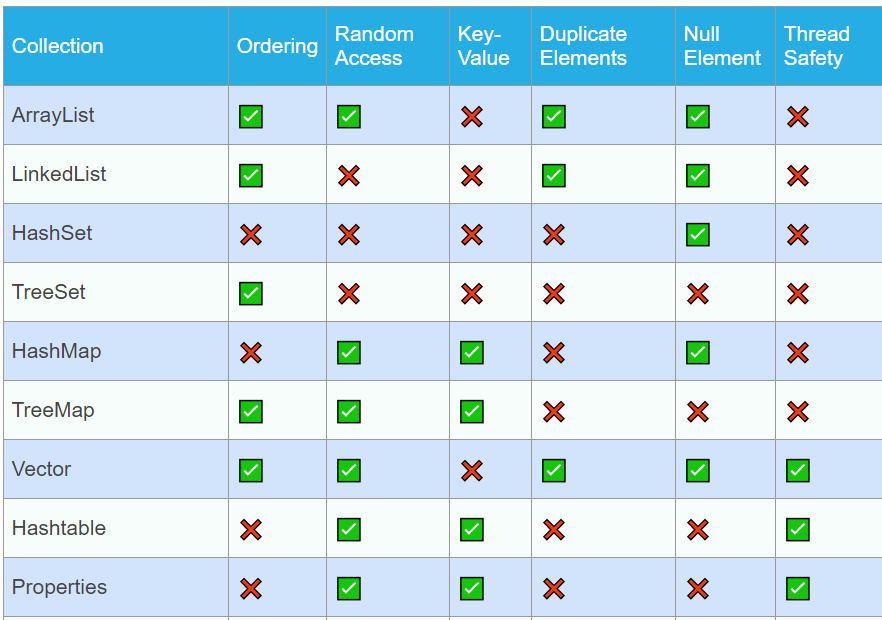 Collection Ordering Random Access Key-Value Duplicate Elements Null Element Thread Safety
ArrayList ✅ ✅ ❌ ✅ ✅ ❌
LinkedList ✅ ❌ ❌ ✅ ✅ ❌
HashSet ❌ ❌ ❌ ❌ ✅ ❌
TreeSet ✅ ❌ ❌ ❌ ❌ ❌
HashMap ❌ ✅ ✅ ❌ ✅ ❌
TreeMap ✅ ✅ ✅ ❌ ❌ ❌
Vector ✅ ✅ ❌ ✅ ✅ ✅
Hashtable ❌ ✅ ✅ ❌ ❌ ✅
Properties ❌ ✅ ✅ ❌ ❌ ✅